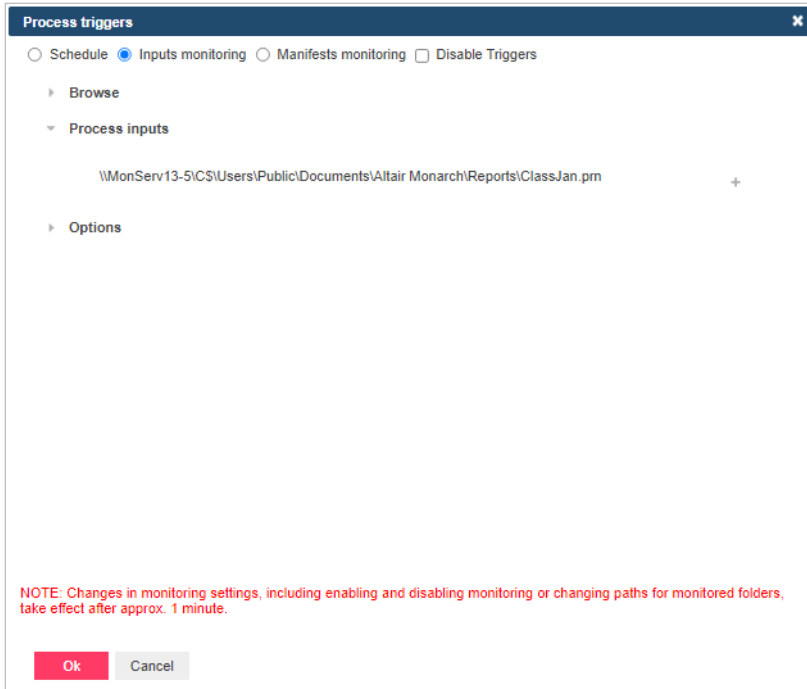 Process triggers
Schedule Inputs monitoring Manifests monitoring Disable Triggers
Browse
Process inputs
\\MonServ13-5\C$\Users\Public\Documents\Altair Monarch\Reports\ClassJan.prn
Options
NOTE: Changes in monitoring settings, including enabling and disabling monitoring or changing paths for monitored folders,
take effect after approx. 1 minute.
Ok Cancel